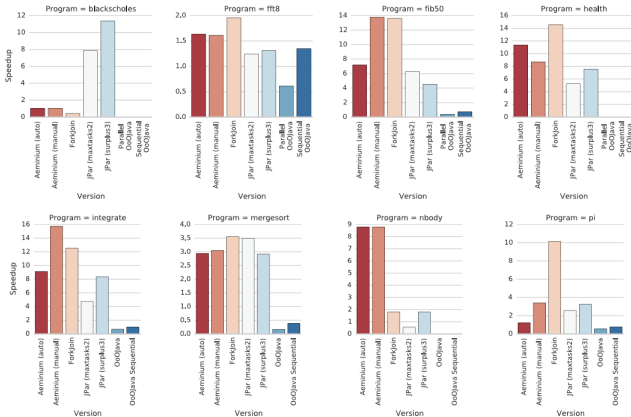 Program = blackscholes
Program = fft8
Program = fib50
Program = health
12
10
8
6
4
2
0
2,0
1,5
1,0
0,5
0,0
14
12
10
8
6
4
2
0
16
14
12
10
8
6
4
2
0
Speedup
Aeminium (auto)
Aeminium (manual)
ForkJoin
JPar (maxtasks2)
JPar (surplus3)
Parallel OoOJava
Sequential OoOJava
Aeminium (auto)
Aeminium (manual)
ForkJoin
JPar (maxtasks2)
JPar (surplus3)
Parallel OoOJava
Sequential OoOJava
Aeminium (auto)
Aeminium (manual)
ForkJoin
JPar (maxtasks2)
JPar (surplus3)
Parallel OoOJava
Sequential OoOJava
Aeminium (auto)
Aeminium (manual)
ForkJoin
JPar (maxtasks2)
JPar (surplus3)
Parallel OoOJava
Sequential OoOJava
Version
Version
Version
Version
Program = integrate
Program = mergesort
Program = nbody
Program = pi
16
14
12
10
8
6
4
2
0
4,0
3,5
3,0
2,5
2,0
1,5
1,0
0,5
0,0
9
8
7
6
5
4
3
2
1
0
12
10
8
6
4
2
0
Speedup
Aeminium (auto)
Aeminium (manual)
ForkJoin
JPar (maxtasks2)
JPar (surplus3)
OoOJava
OoOJava Sequential
Aeminium (auto)
Aeminium (manual)
ForkJoin
JPar (maxtasks2)
JPar (surplus3)
OoOJava
OoOJava Sequential
Aeminium (auto)
Aeminium (manual)
ForkJoin
JPar (maxtasks2)
JPar (surplus3)
OoOJava
OoOJava Sequential
Aeminium (auto)
Aeminium (manual)
ForkJoin
JPar (maxtasks2)
JPar (surplus3)
OoOJava
OoOJava Sequential
Version
Version
Version
Version